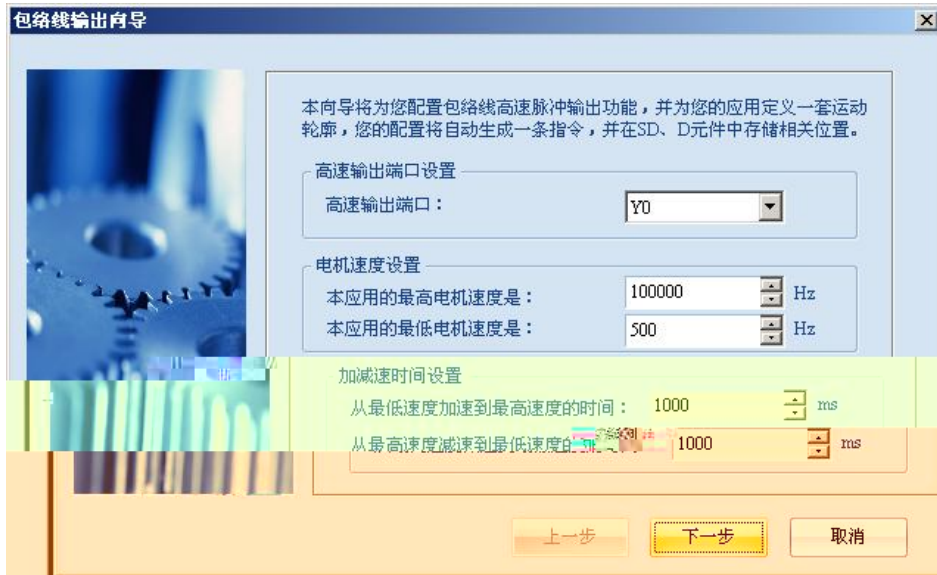 包络线输出向导
本向导将为您配置包络线高速脉冲输出功能，并为您的应用定义一套运动
轮廓，您的配置将自动生成一条指令，并在SD、D元件中存储相关位置。
高速输出端口设置
高速输出端口： Y0
电机速度设置
本应用的最高电机速度是： 100000 Hz
本应用的最低电机速度是： 500 Hz
加减速时间设置
从最低速度加速到最高速度的时间： 1000 ms
从最高速度减速到最低速度的 1000 ms
上一步 下一步 取消